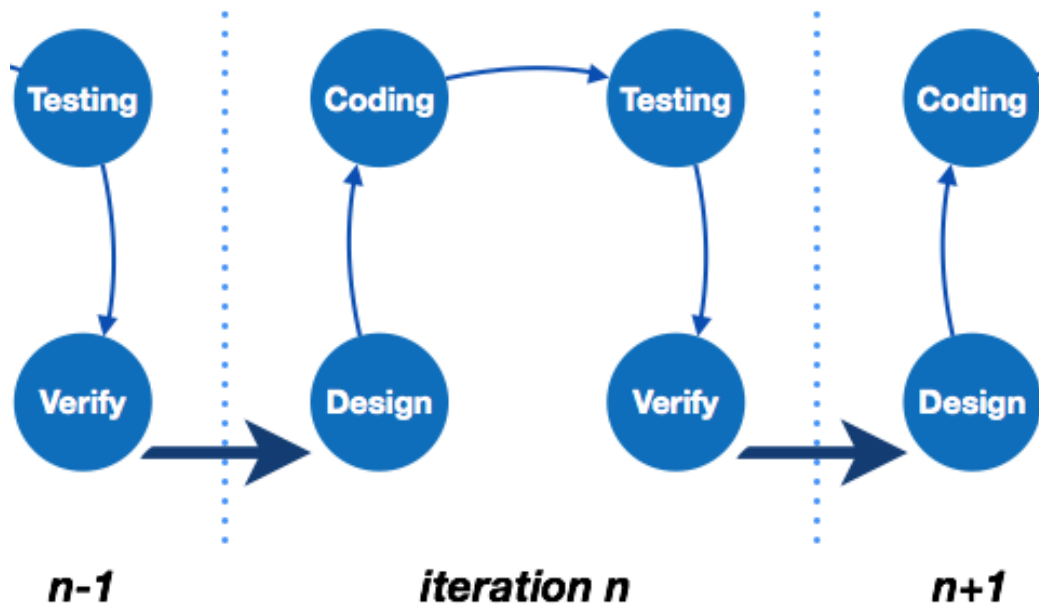 Testing
Coding
Testing
Coding
Verify
Design
Verify
Design
n-1
iteration n
n+1